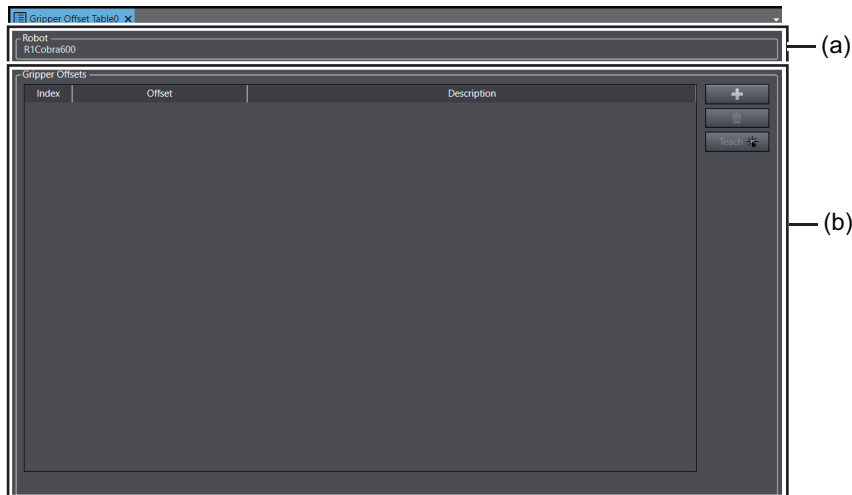 Gripper Offset Table0
Robot
R1Cobra600
(a)
Gripper Offsets
Index Offset Description
Teach
(b)